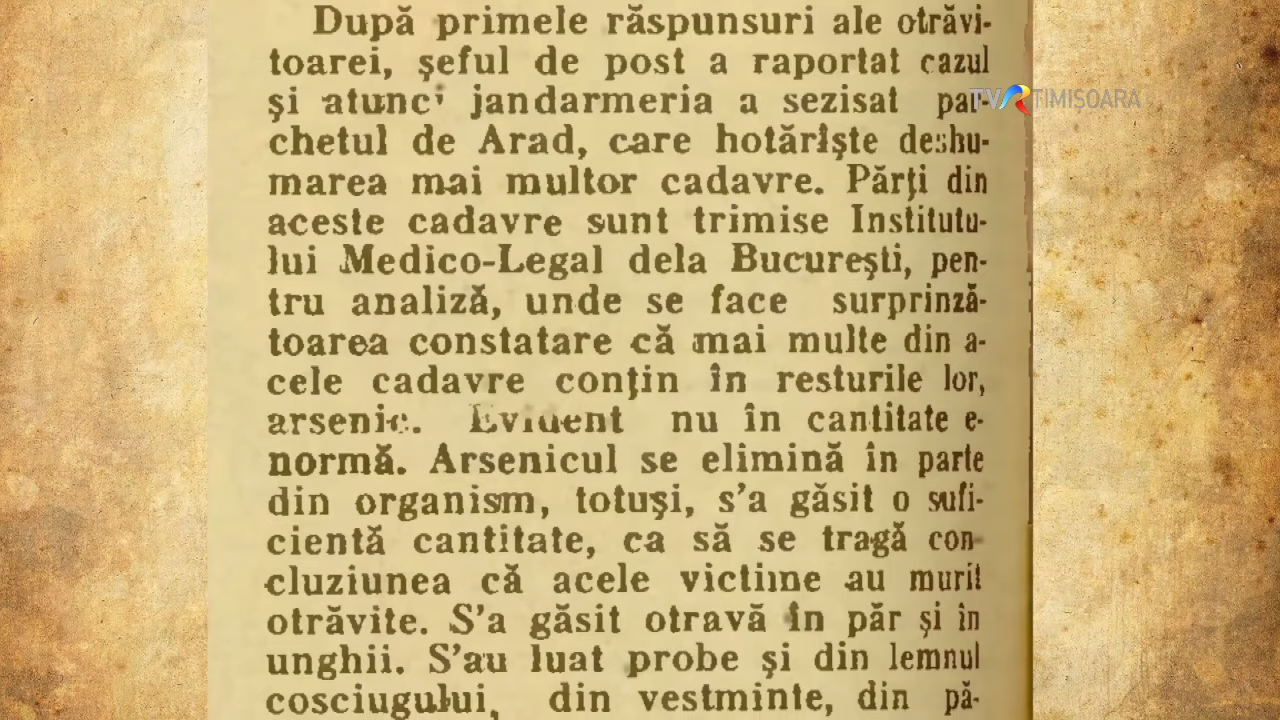 După primele răspunsuri ale otrăvi-
toarei, şeful de post a raportat cazul
şi atunci jandarmeria a sezisat par-
TVR TIMIŞOARA
chetul de Arad, care hotărîşte deshu-
marea mai multor cadavre. Părţi din
aceste cadavre sunt trimise Institutu-
lui Medico-Legal dela Bucureşti, pen-
tru analiză, unde se face surprinză-
toarea constatare că mai multe din a-
cele cadavre conţin în resturile lor,
arsenic. Evident nu în cantitate e-
normă. Arsenicul se elimină în parte
din organism, totuşi, s'a găsit o sufi-
cientă cantitate, ca să se tragă con-
cluziunea că acele victime au murit
otrăvite. S'a găsit otravă în păr şi în
unghii. S'au luat probe şi din lemnul
cosciugului, din vestminte, din pă-